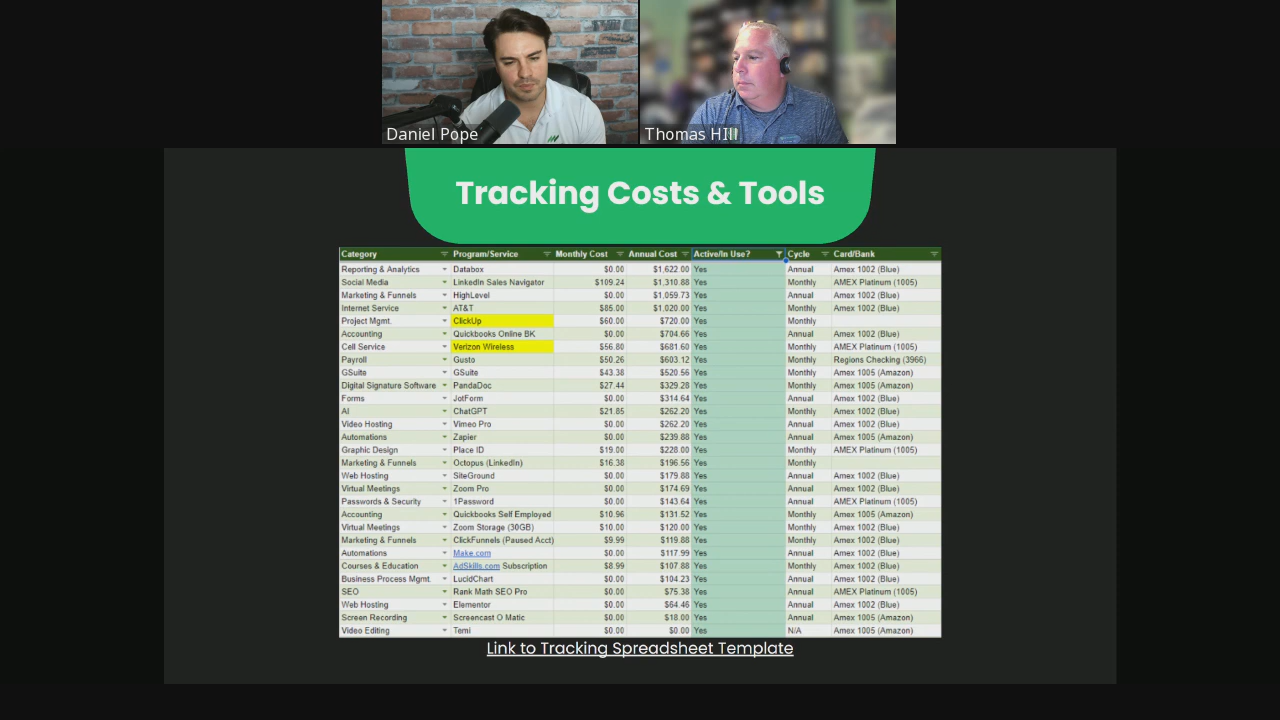 Daniel Pope
Thomas HIll
Tracking Costs & Tools
Category Program/Service Monthly Cost Annual Cost Active/In Use? Cycle Card/Bank
Reporting & Analytics Databox $0.00 $1,622.00 Yes Annual Amex 1002 (Blue)
Social Media LinkedIn Sales Navigator $109.24 $1,310.88 Yes Monthly AMEX Platinum (1005)
Marketing & Funnels HighLevel $0.00 $1,059.73 Yes Annual Amex 1002 (Blue)
Internet Service AT&T $85.00 $1,020.00 Yes Monthly Amex 1002 (Blue)
Project Mgmt. ClickUp $60.00 $720.00 Yes Monthly
Accounting Quickbooks Online BK $0.00 $704.66 Yes Annual Amex 1002 (Blue)
Cell Service Verizon Wireless $56.80 $681.60 Yes Monthly AMEX Platinum (1005)
Payroll Gusto $50.26 $603.12 Yes Monthly Regions Checking (3966)
GSuite GSuite $43.38 $520.56 Yes Monthly Amex 1005 (Amazon)
Digital Signature Software PandaDoc $27.44 $329.28 Yes Monthly Amex 1005 (Amazon)
Forms JotForm $0.00 $314.64 Yes Annual Amex 1002 (Blue)
AI ChatGPT $21.85 $262.20 Yes Monthly Amex 1002 (Blue)
Video Hosting Vimeo Pro $0.00 $262.20 Yes Annual Amex 1002 (Blue)
Automations Zapier $0.00 $239.88 Yes Annual Amex 1005 (Amazon)
Graphic Design Place ID $19.00 $228.00 Yes Monthly AMEX Platinum (1005)
Marketing & Funnels Octopus (LinkedIn) $16.38 $196.56 Yes Monthly
Web Hosting SiteGround $0.00 $179.88 Yes Annual Amex 1002 (Blue)
Virtual Meetings Zoom Pro $0.00 $174.69 Yes Annual Amex 1002 (Blue)
Passwords & Security 1Password $0.00 $143.64 Yes Annual AMEX Platinum (1005)
Accounting Quickbooks Self Employed $10.96 $131.52 Yes Monthly Amex 1005 (Amazon)
Virtual Meetings Zoom Storage (30GB) $10.00 $120.00 Yes Monthly Amex 1002 (Blue)
Marketing & Funnels ClickFunnels (Paused Acct) $9.99 $119.88 Yes Monthly Amex 1002 (Blue)
Automations Make.com $0.00 $117.99 Yes Annual Amex 1002 (Blue)
Courses & Education AdSkills.com Subscription $8.99 $107.88 Yes Monthly Amex 1002 (Blue)
Business Process Mgmt. LucidChart $0.00 $104.23 Yes Annual Amex 1002 (Blue)
SEO Rank Math SEO Pro $0.00 $75.38 Yes Annual AMEX Platinum (1005)
Web Hosting Elementor $0.00 $64.46 Yes Annual Amex 1002 (Blue)
Screen Recording Screencast O Matic $0.00 $18.00 Yes Annual Amex 1005 (Amazon)
Video Editing Temi $0.00 $0.00 Yes N/A Amex 1005 (Amazon)
Link to Tracking Spreadsheet Template